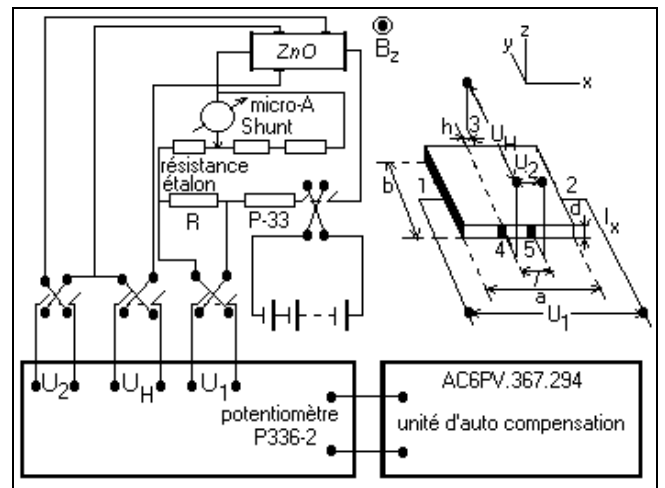 ZnO
B_z
micro-A
Shunt
résistance
étalon
R
P-33
U_2
U_H
U_1
potentiomètre
P336-2
AC6PV.367.294
unité d'auto compensation
z
y
x
h
3
U_H
U_2
b
1
2
d
I_x
4
5
l
a
U_1